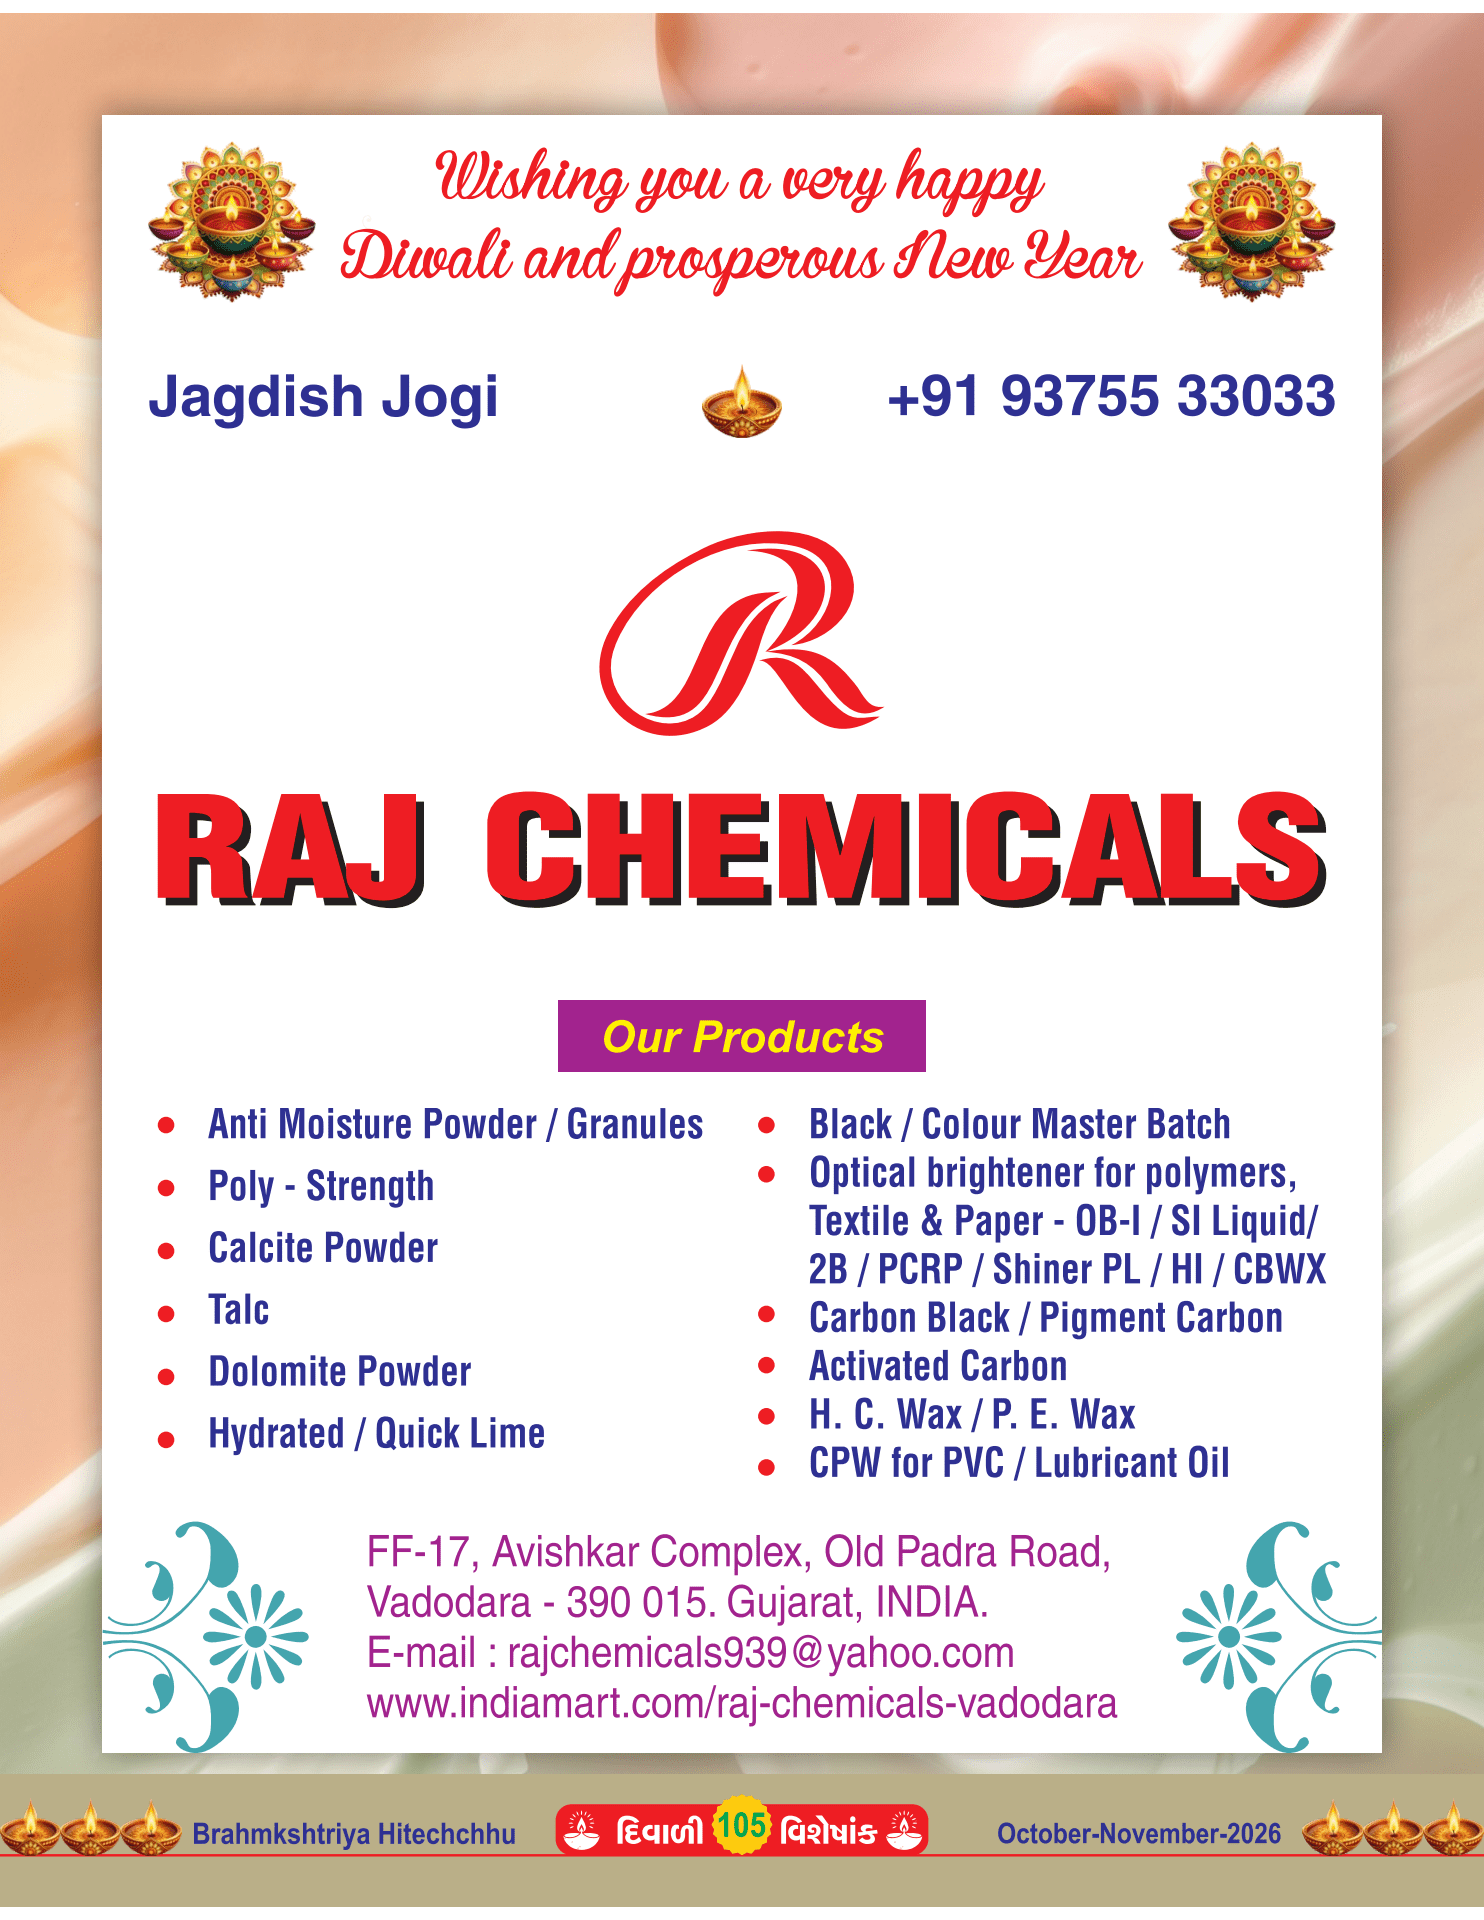 Wishing you a very happy
Diwali and prosperous New Year
Jagdish Jogi
+91 93755 33033
R
RAJ CHEMICALS
Our Products
• Anti Moisture Powder / Granules
• Poly - Strength
• Calcite Powder
• Talc
• Dolomite Powder
• Hydrated / Quick Lime
• Black / Colour Master Batch
• Optical brightener for polymers,
Textile & Paper - OB-I / SI Liquid/
2B / PCRP / Shiner PL / HI / CBWX
• Carbon Black / Pigment Carbon
• Activated Carbon
• H. C. Wax / P. E. Wax
• CPW for PVC / Lubricant Oil
FF-17, Avishkar Complex, Old Padra Road,
Vadodara - 390 015. Gujarat, INDIA.
E-mail : rajchemicals939@yahoo.com
www.indiamart.com/raj-chemicals-vadodara
Brahmkshtriya Hitechchhu
દિવાળી 105 વિશેષાંક
October-November-2026